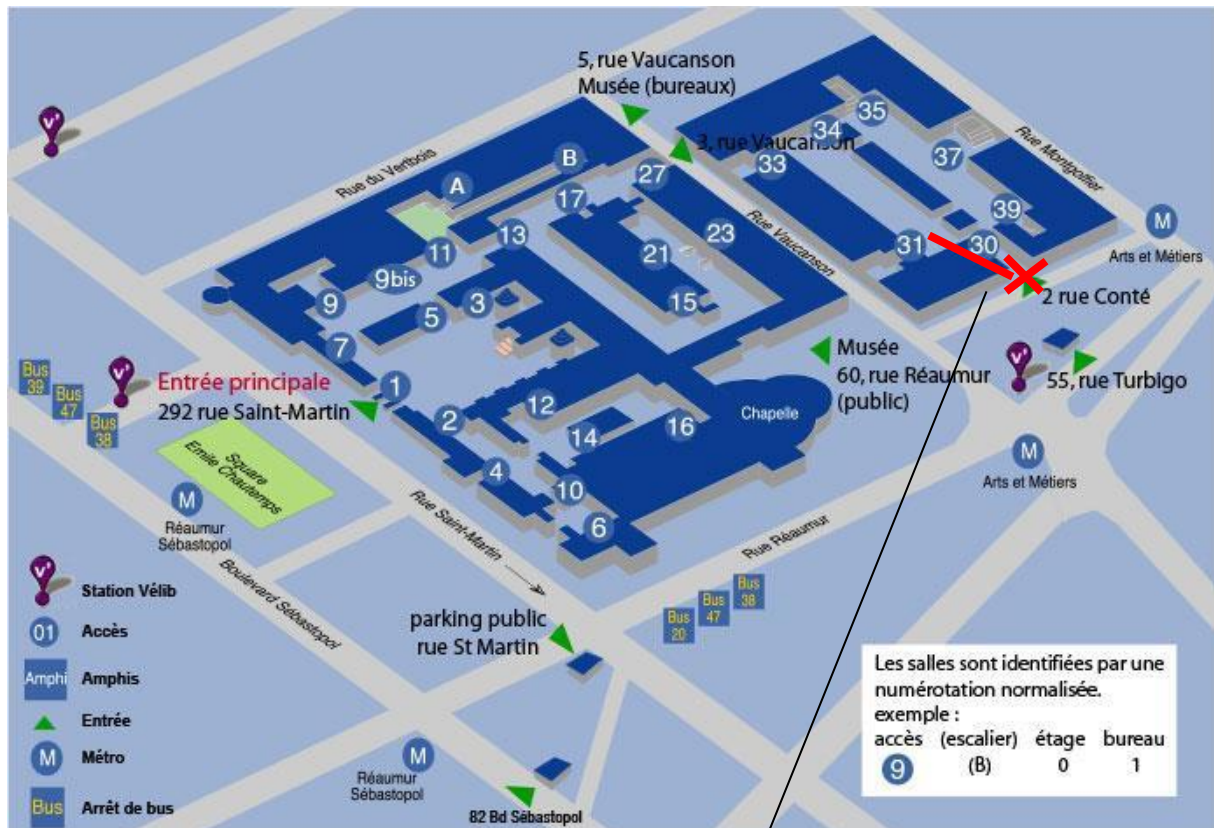 5, rue Vaucanson
Musée (bureaux)
3, rue Vaucanson
Rue du Vertbois
Rue Montgolfier
Rue Vaucanson
A
B
35
34
37
33
27
17
39
13
23
11
21
31
30
9bis
9
3
5
15
7
M
Arts et Métiers
2 rue Conté
Bus
39
Bus
47
Bus
38
Entrée principale
292 rue Saint-Martin
1
Musée
60, rue Réaumur
(public)
55, rue Turbigo
12
2
14
16
Chapelle
4
10
6
Square
Emile Chautemps
M
Réaumur
Sébastopol
M
Arts et Métiers
Rue Saint-Martin
Rue Réaumur
Boulevard Sébastopol
Bus
20
Bus
47
Bus
38
parking public
rue St Martin
M
Réaumur
Sébastopol
82 Bd Sébastopol
Station Vélib
01
Accès
Amphi
Amphis
Entrée
M
Métro
Bus
Arrêt de bus
Les salles sont identifiées par une
numérotation normalisée.
exemple :
accès (escalier) étage bureau
9 (B) 0 1